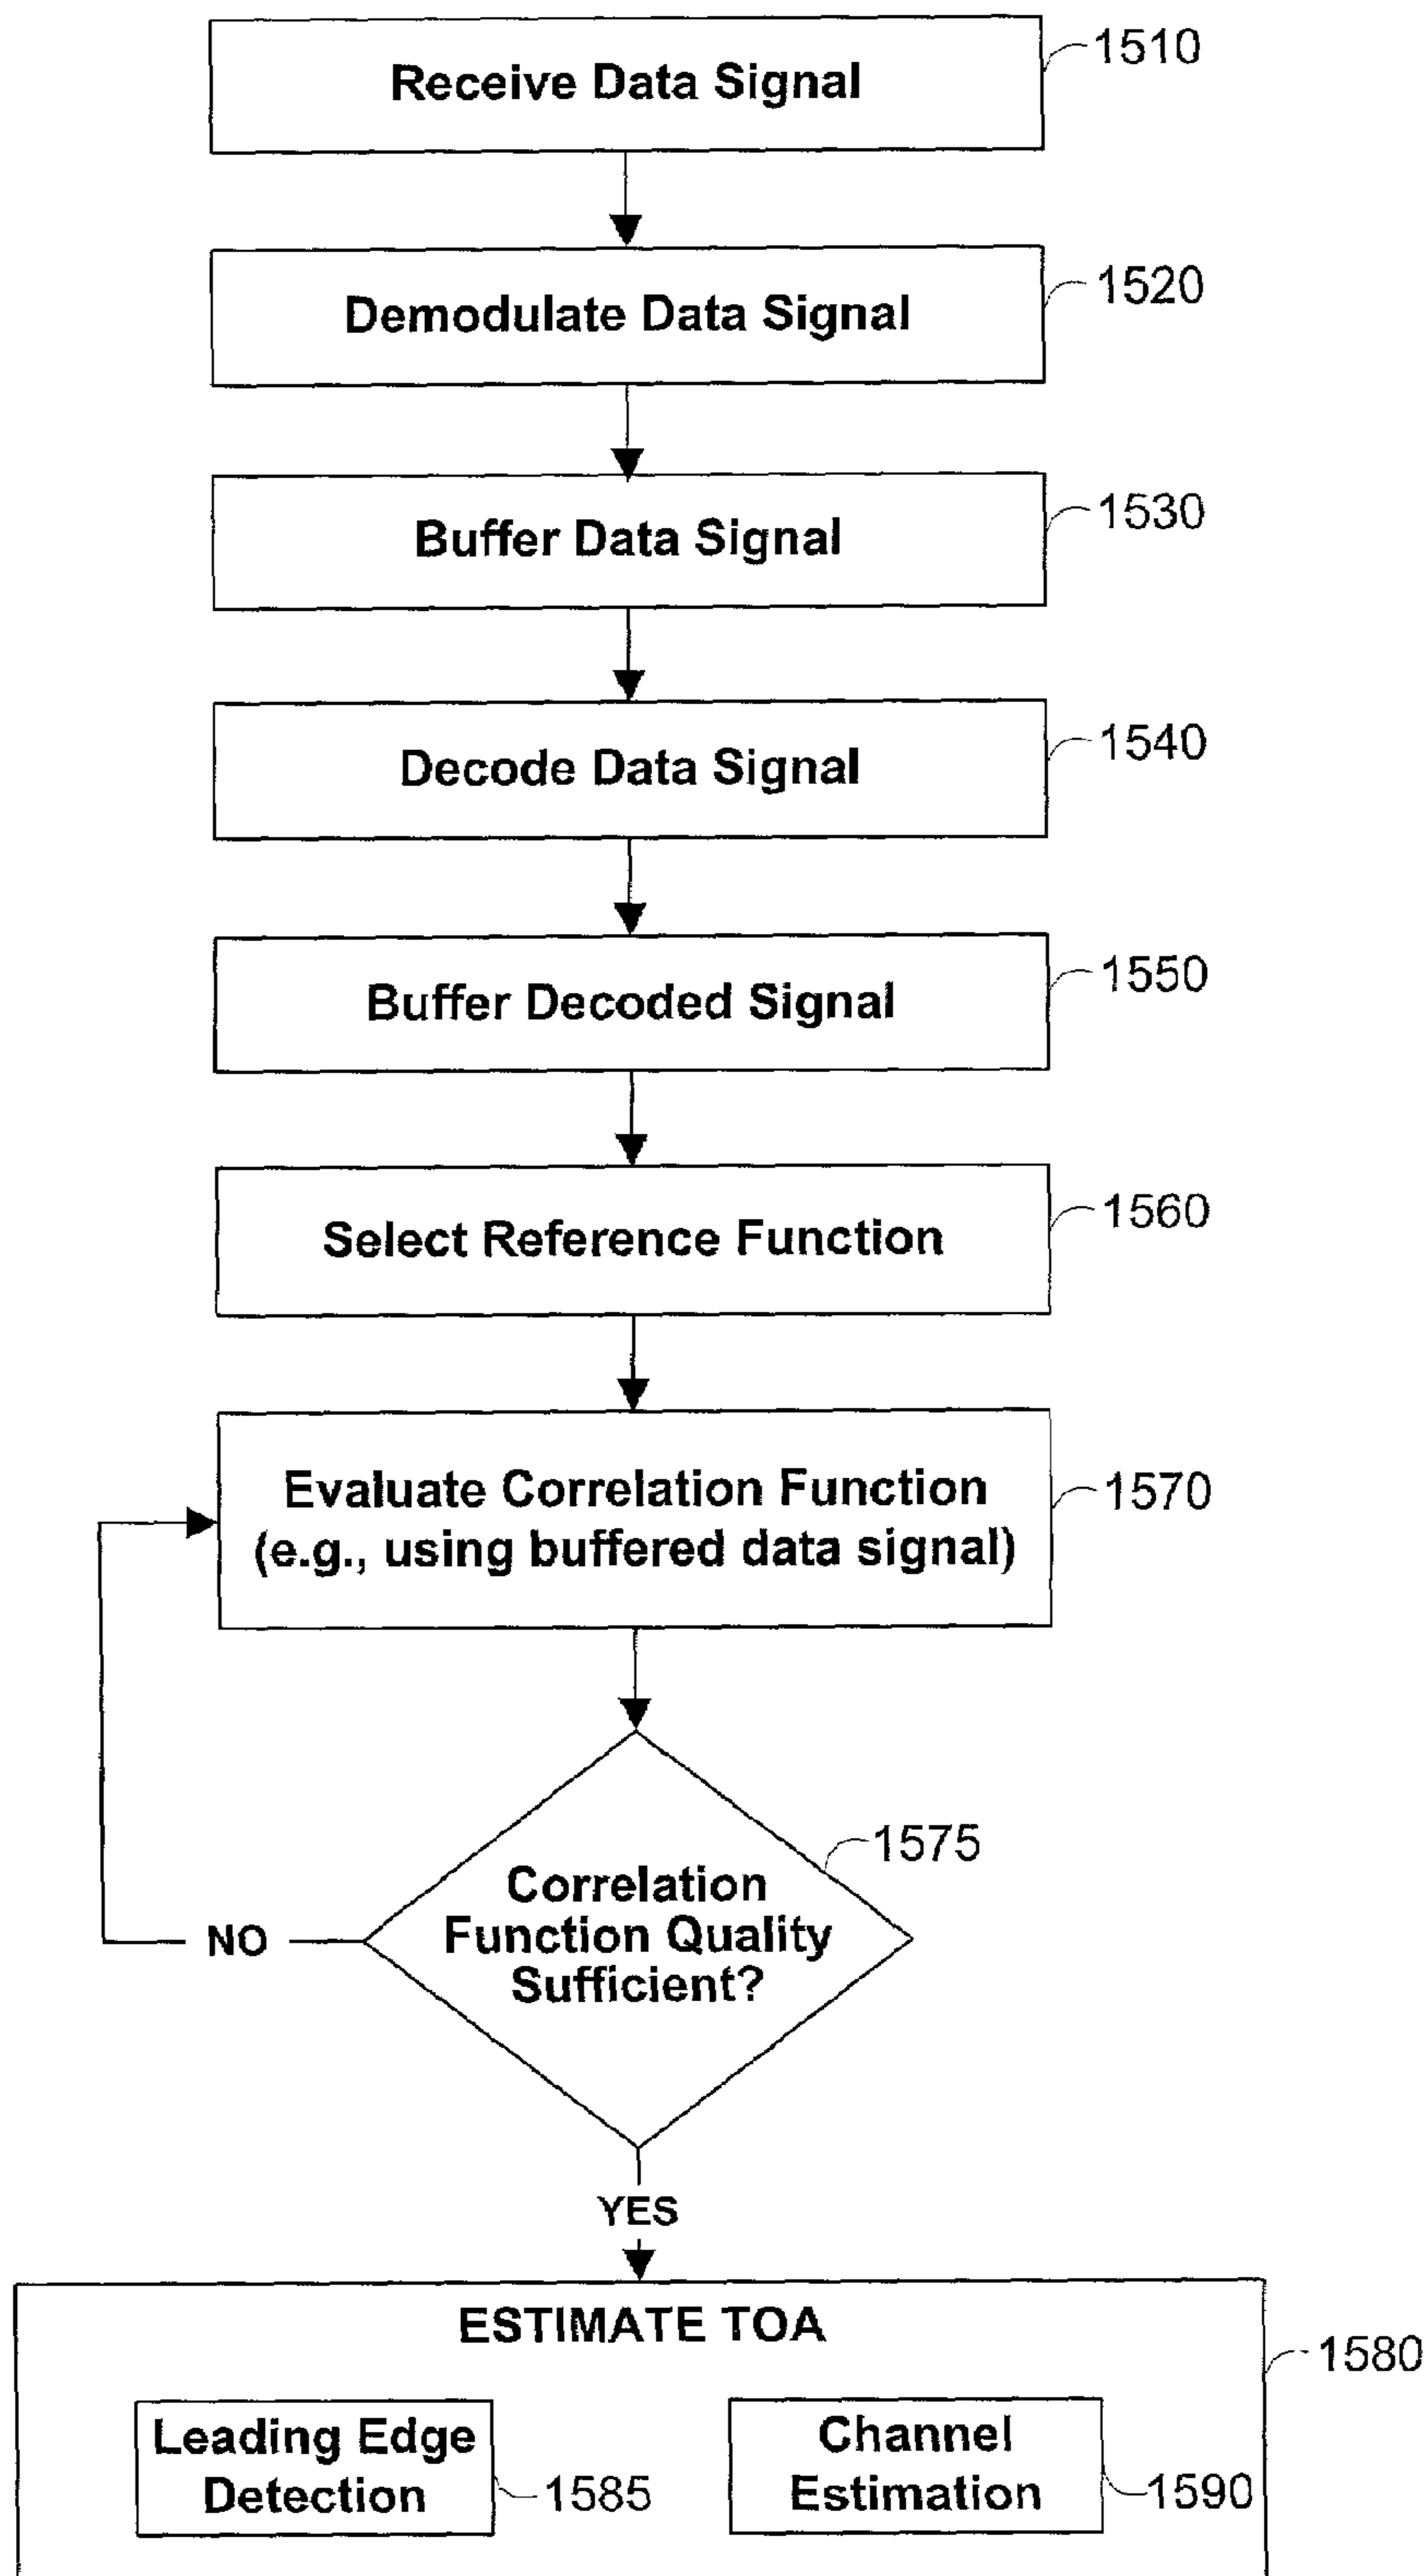 Receive Data Signal
1510
Demodulate Data Signal
1520
Buffer Data Signal
1530
Decode Data Signal
1540
Buffer Decoded Signal
1550
Select Reference Function
1560
Evaluate Correlation Function
(e.g., using buffered data signal)
1570
Correlation
Function Quality
Sufficient?
1575
NO
YES
ESTIMATE TOA
1580
Leading Edge
Detection
1585
Channel
Estimation
1590